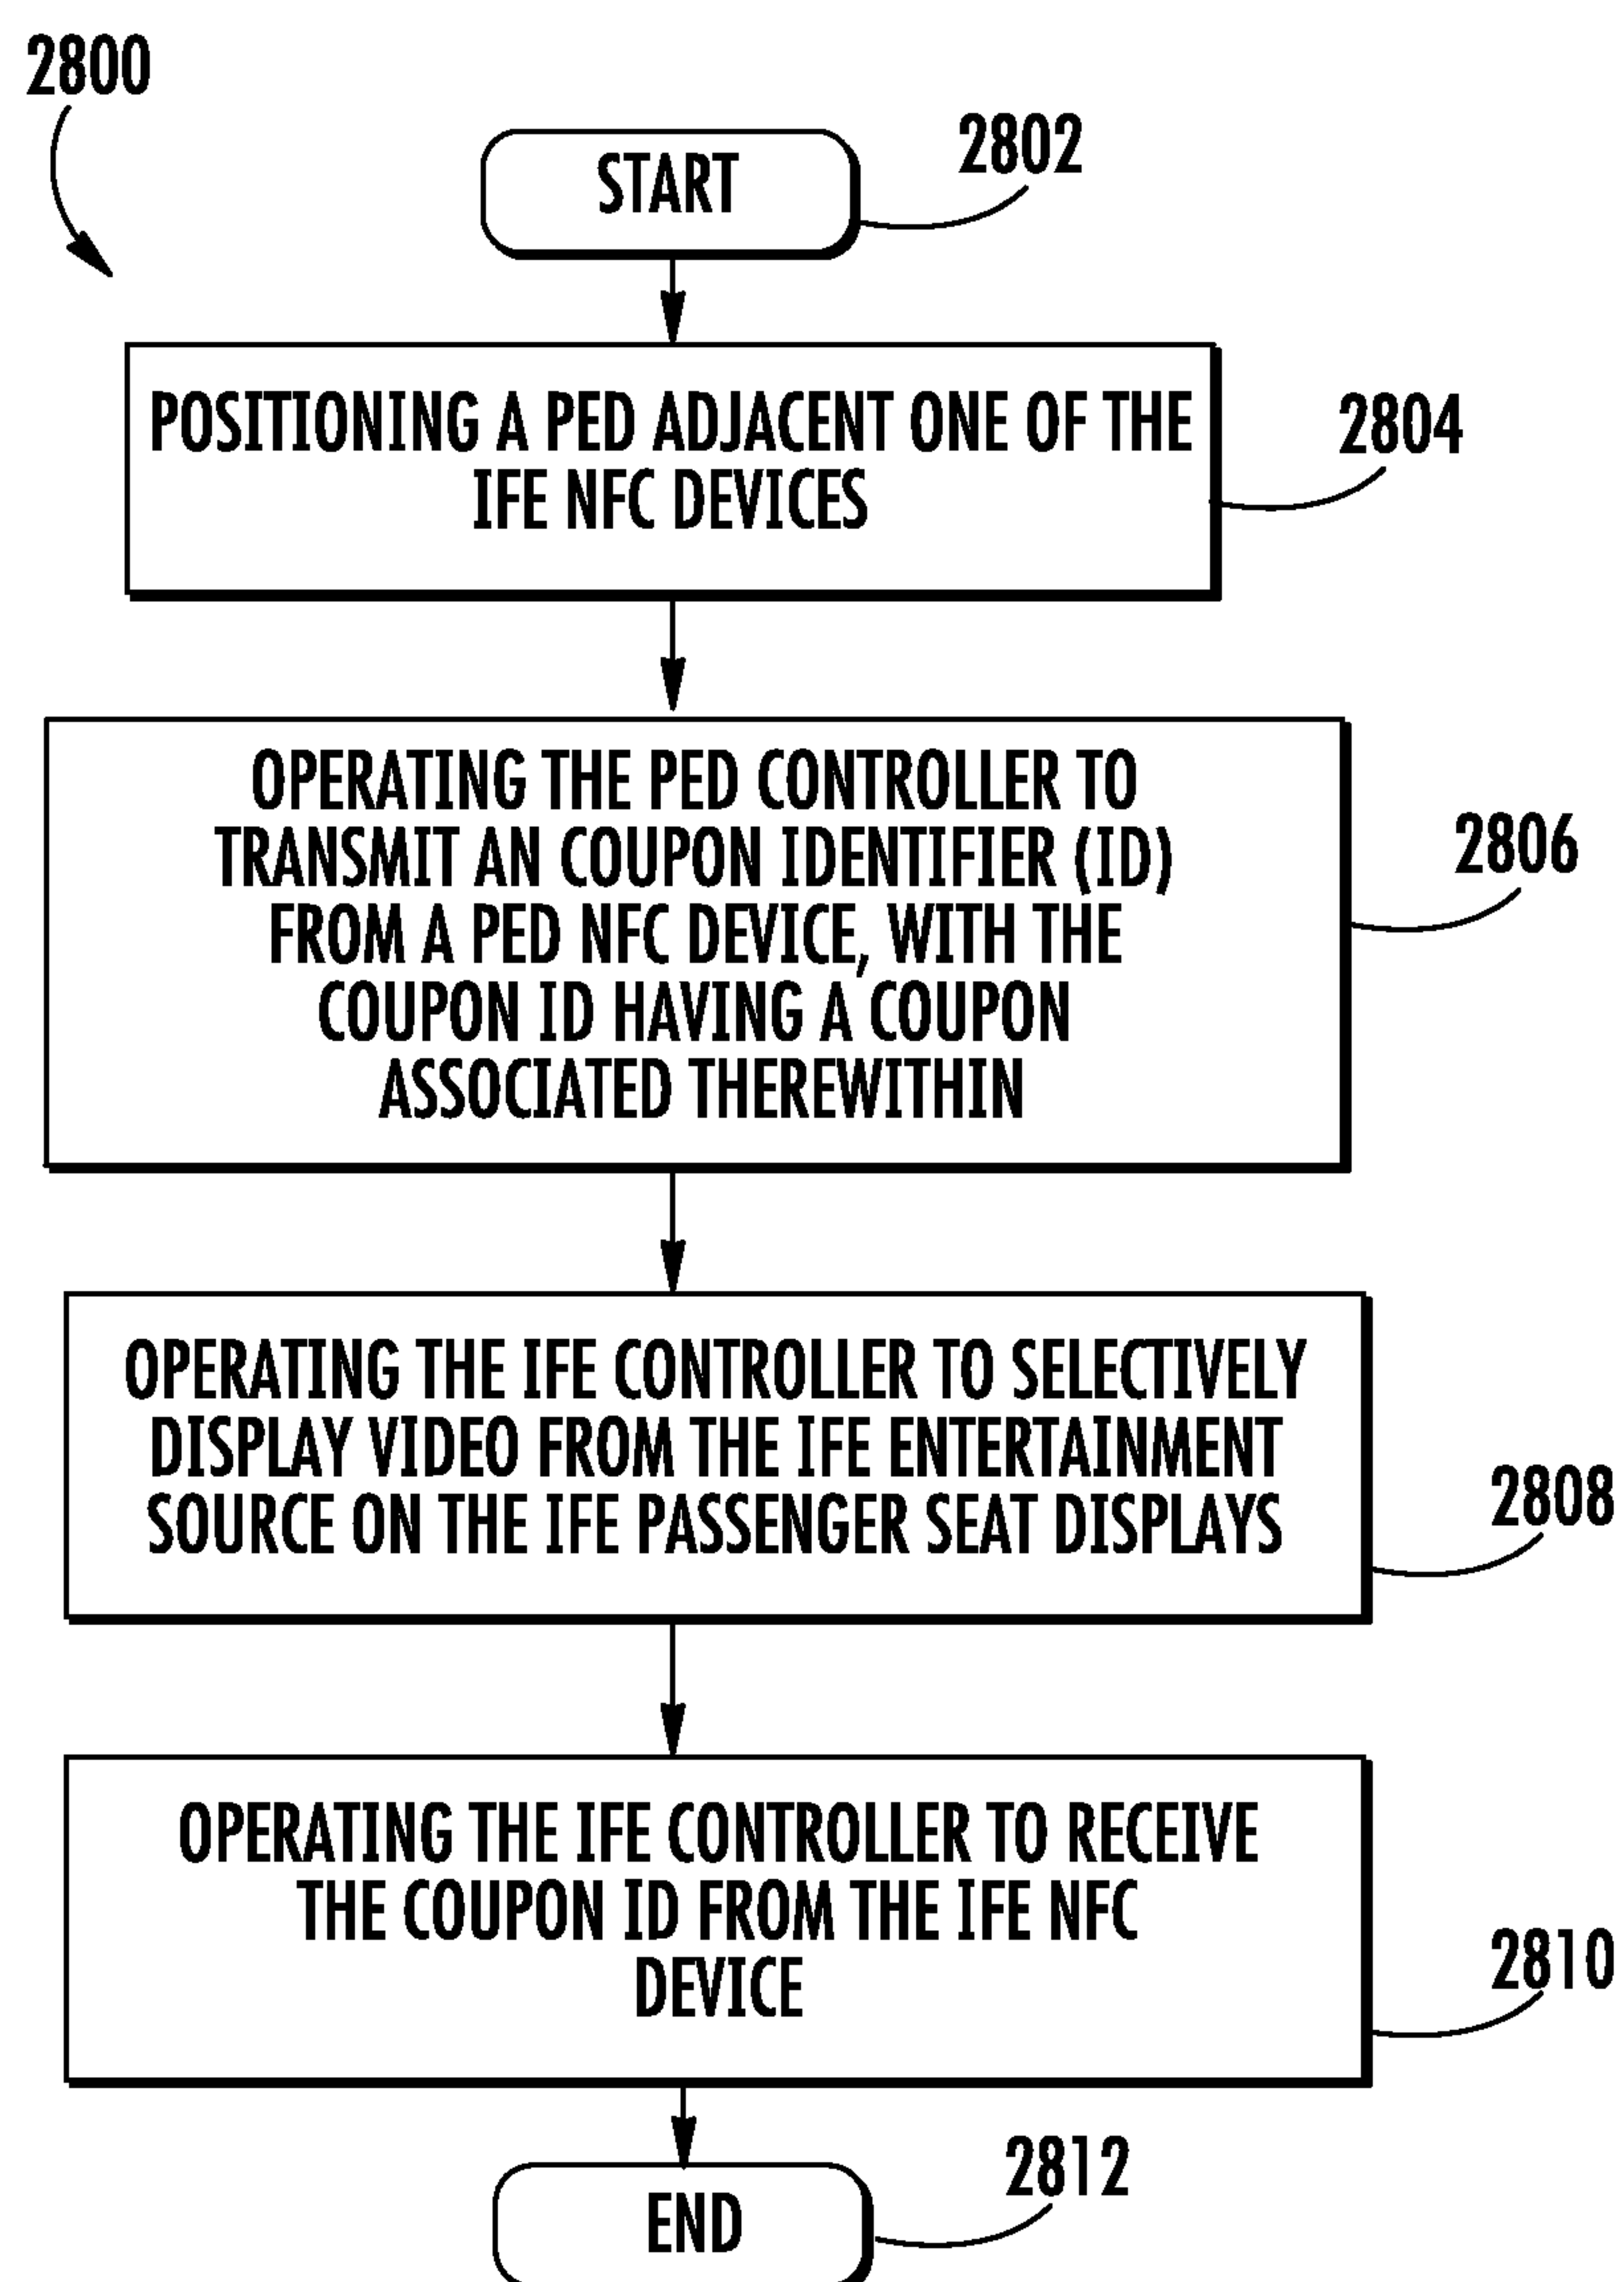 2800
START
2802
POSITIONING A PED ADJACENT ONE OF THE
IFE NFC DEVICES
2804
OPERATING THE PED CONTROLLER TO
TRANSMIT AN COUPON IDENTIFIER (ID)
FROM A PED NFC DEVICE, WITH THE
COUPON ID HAVING A COUPON
ASSOCIATED THEREWITHIN
2806
OPERATING THE IFE CONTROLLER TO SELECTIVELY
DISPLAY VIDEO FROM THE IFE ENTERTAINMENT
SOURCE ON THE IFE PASSENGER SEAT DISPLAYS
2808
OPERATING THE IFE CONTROLLER TO RECEIVE
THE COUPON ID FROM THE IFE NFC
DEVICE
2810
END
2812